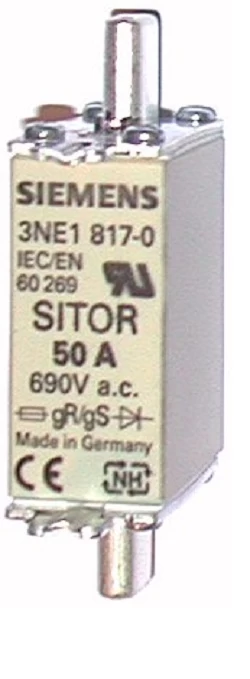 SIEMENS
3NE1 817-0
IEC/EN
60 269
SITOR
50 A
690V a.c.
gR/gS
Made in Germany
CE
NH